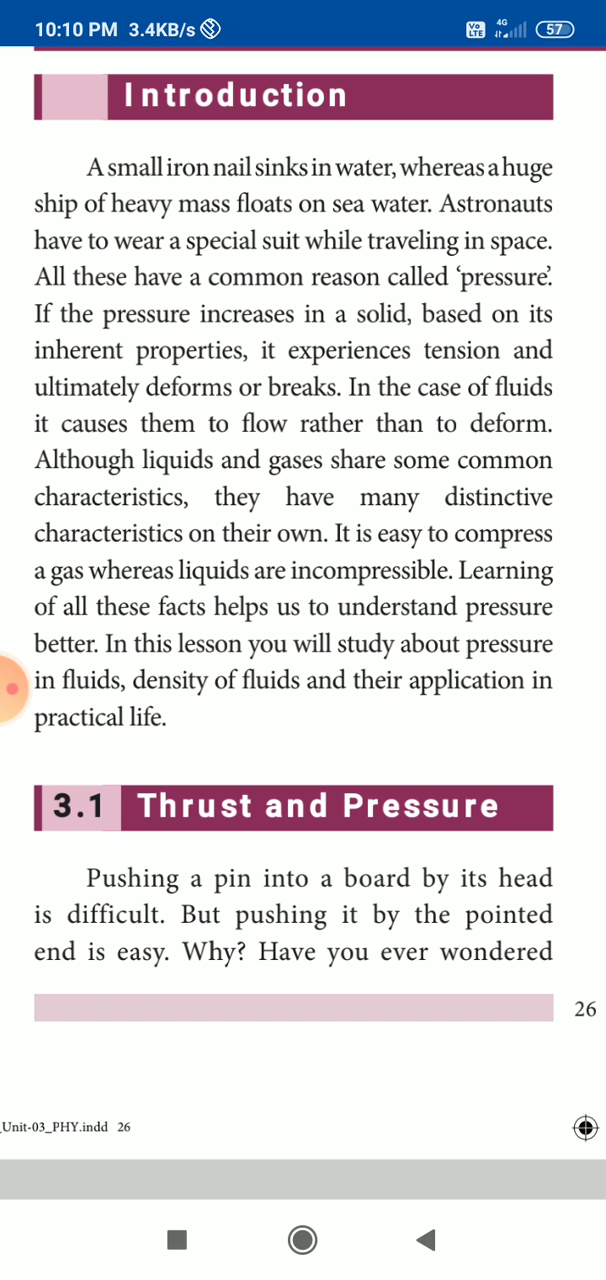 10:10 PM 3.4KB/s
Vo LTE 4G 57
Introduction
A small iron nail sinks in water, whereas a huge
ship of heavy mass floats on sea water. Astronauts
have to wear a special suit while traveling in space.
All these have a common reason called ‘pressure’.
If the pressure increases in a solid, based on its
inherent properties, it experiences tension and
ultimately deforms or breaks. In the case of fluids
it causes them to flow rather than to deform.
Although liquids and gases share some common
characteristics, they have many distinctive
characteristics on their own. It is easy to compress
a gas whereas liquids are incompressible. Learning
of all these facts helps us to understand pressure
better. In this lesson you will study about pressure
in fluids, density of fluids and their application in
practical life.
3.1 Thrust and Pressure
Pushing a pin into a board by its head
is difficult. But pushing it by the pointed
end is easy. Why? Have you ever wondered
26
_Unit-03_PHY.indd 26